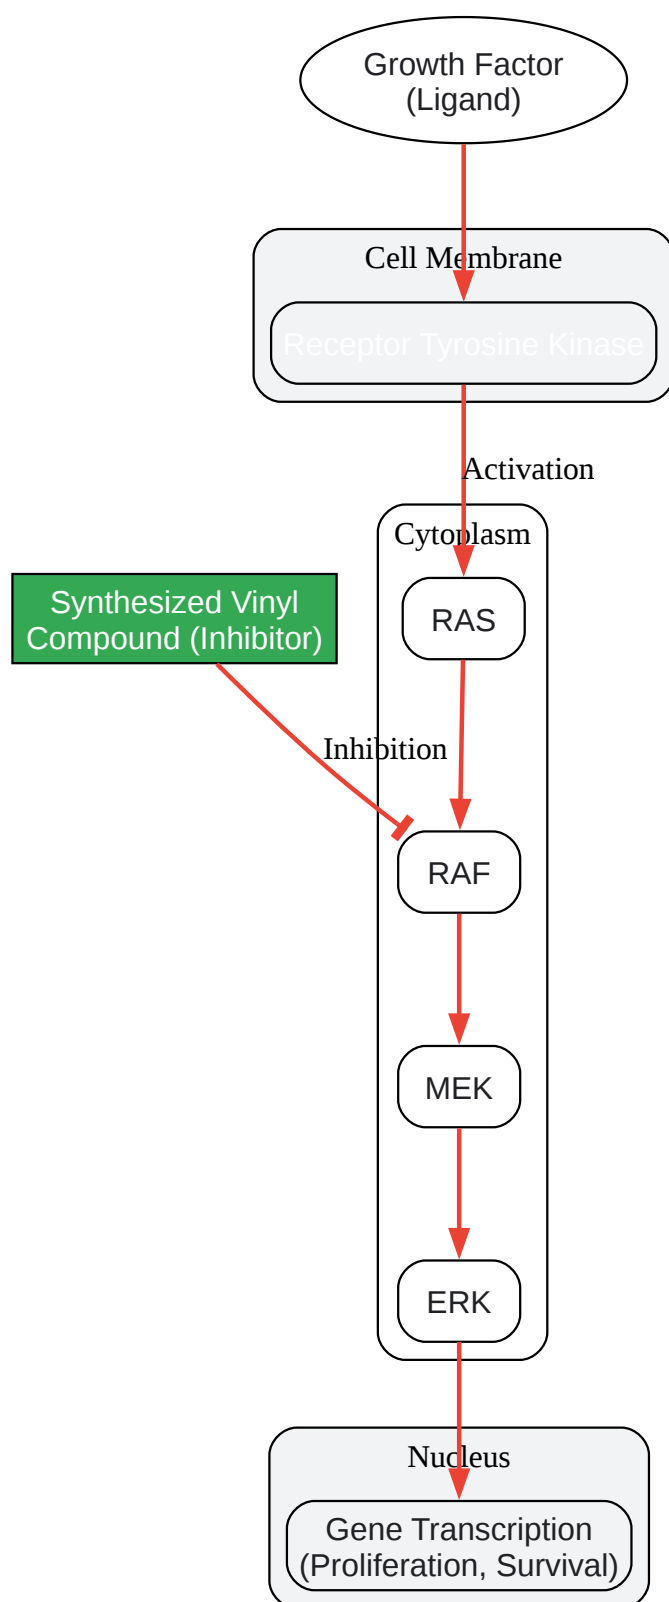 Growth Factor
(Ligand)
Cell Membrane
Receptor Tyrosine Kinase
Activation
Cytoplasm
Synthesized Vinyl
Compound (Inhibitor)
RAS
Inhibition
RAF
MEK
ERK
Nucleus
Gene Transcription
(Proliferation, Survival)